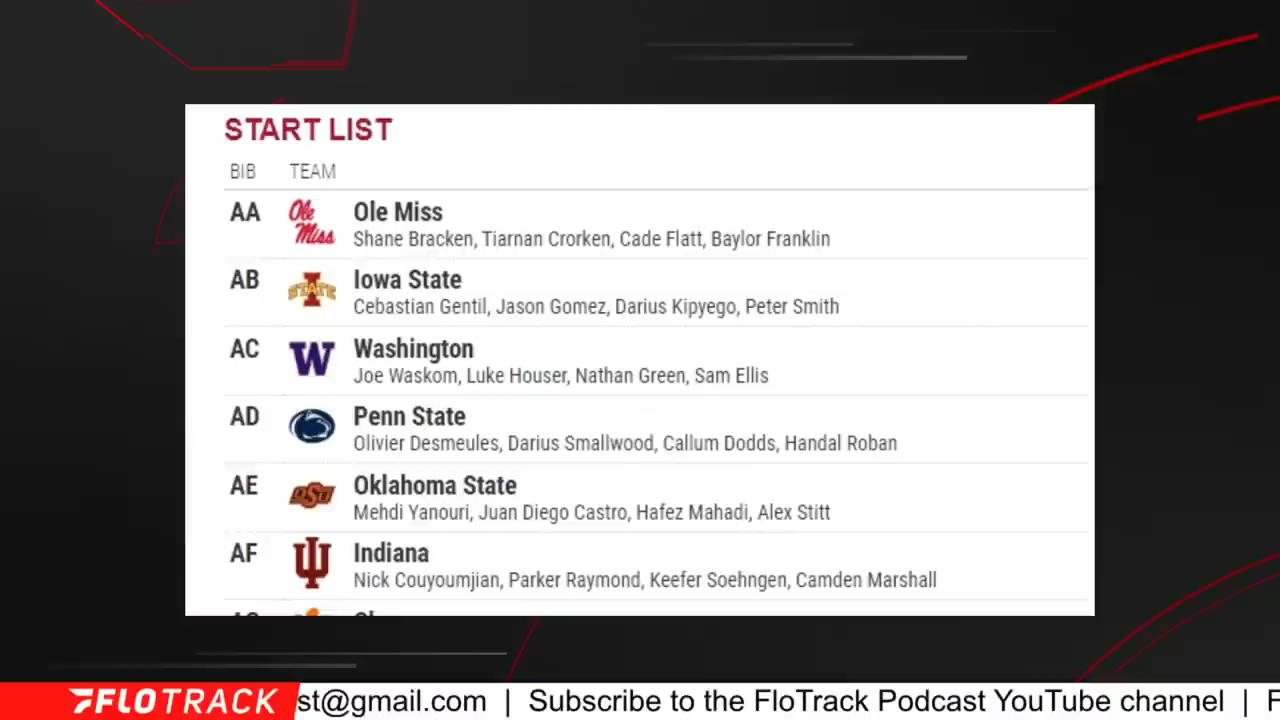 START LIST
BIB TEAM
AA Ole Miss Ole Miss
Shane Bracken, Tiarnan Crorken, Cade Flatt, Baylor Franklin
AB STATE Iowa State
Cebastian Gentil, Jason Gomez, Darius Kipyego, Peter Smith
AC W Washington
Joe Waskom, Luke Houser, Nathan Green, Sam Ellis
AD Penn State
Olivier Desmeules, Darius Smallwood, Callum Dodds, Handal Roban
AE OSU Oklahoma State
Mehdi Yanouri, Juan Diego Castro, Hafez Mahadi, Alex Stitt
AF Indiana
Nick Couyoumjian, Parker Raymond, Keefer Soehngen, Camden Marshall
FLOTRACK st@gmail.com | Subscribe to the FloTrack Podcast YouTube channel | F